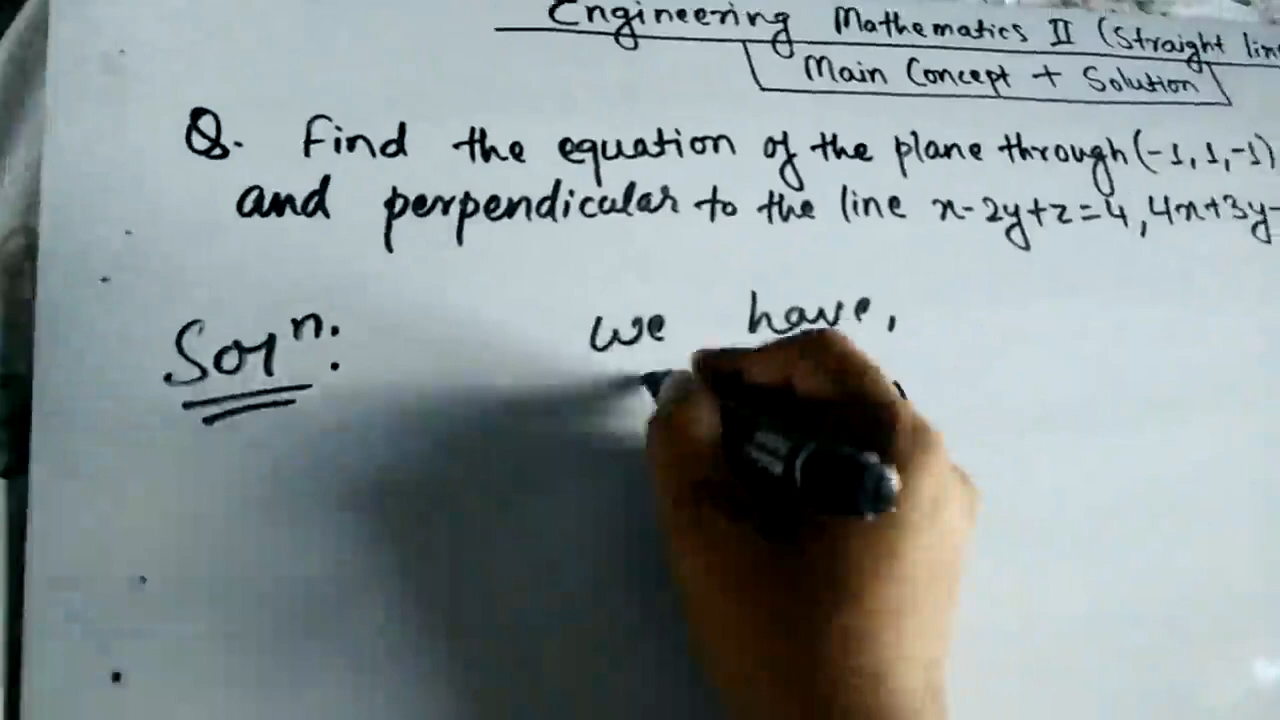 Engineering Mathematics II (Straight lin
Main Concept + Solution
Q. Find the equation of the plane through (-1, 1, -1)
and perpendicular to the line x-2y+z=4, 4x+3y-
Sol^n:
we have,